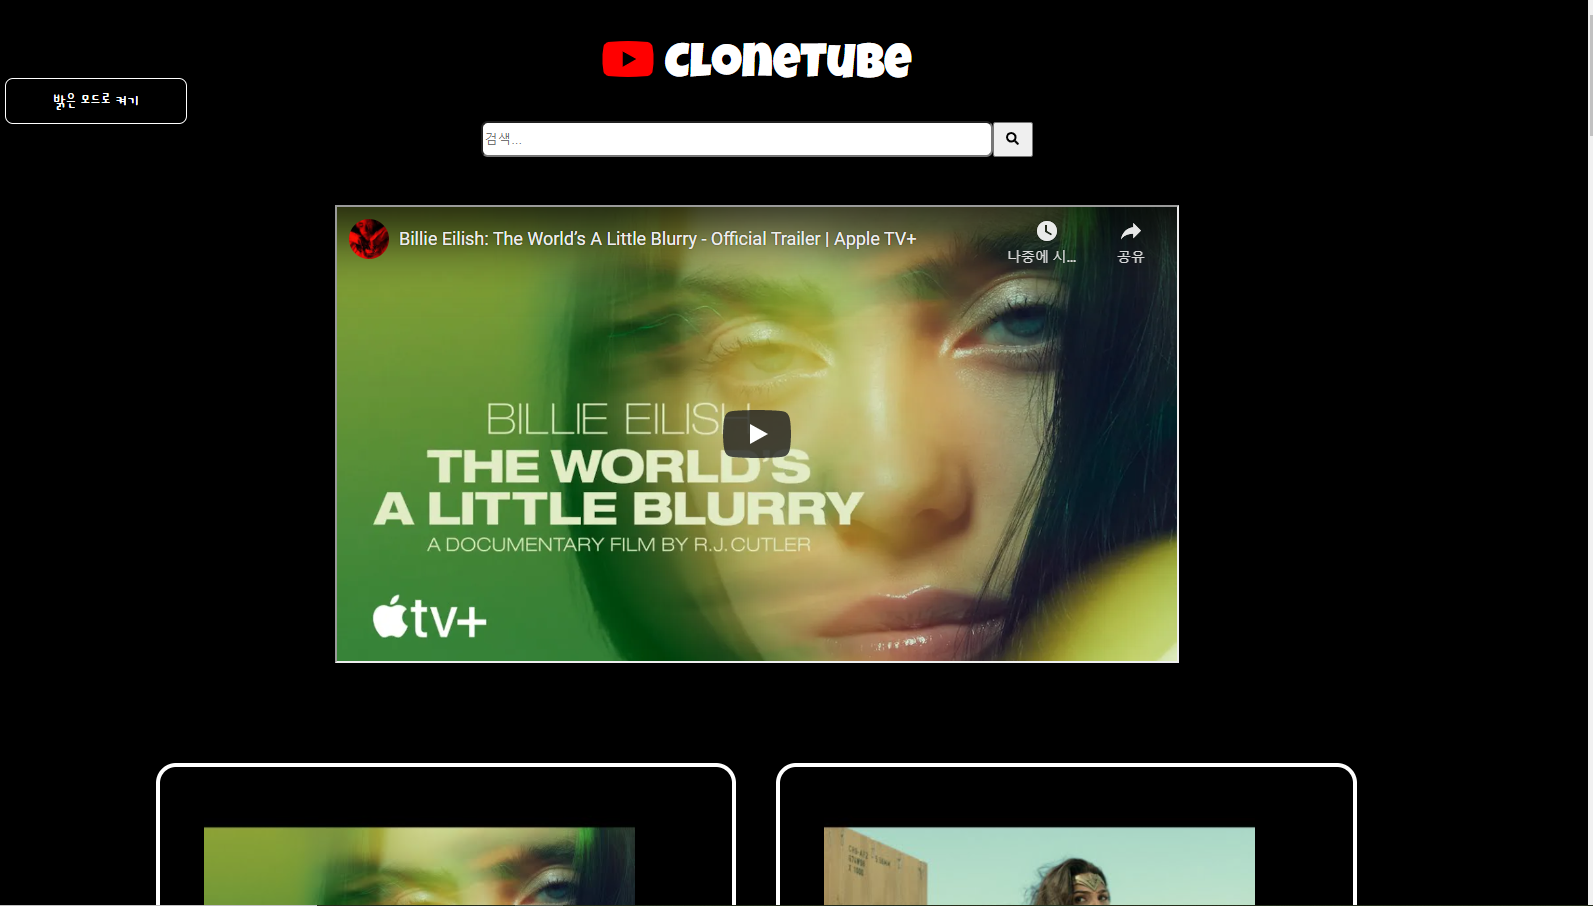 CLONETUBE
밝은 모드로 켜기
검색...
Billie Eilish: The World's A Little Blurry - Official Trailer | Apple TV+
나중에 시...
공유
BILLIE EILISH
THE WORLD'S
A LITTLE BLURRY
A DOCUMENTARY FILM BY R.J. CUTLER
tv+